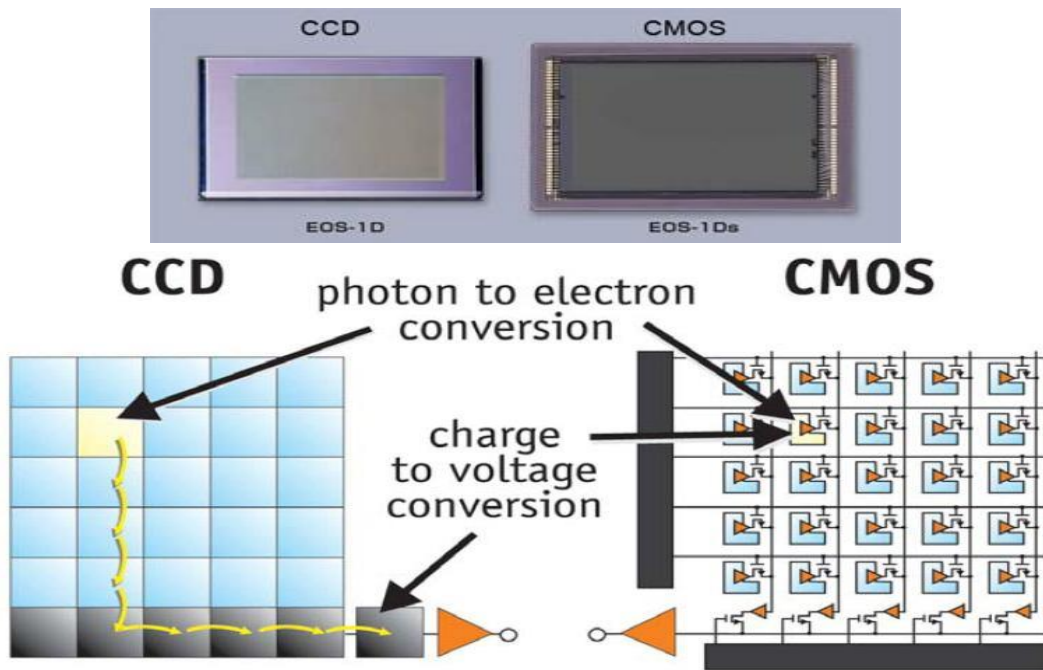 CCD
CMOS
EOS-1D
EOS-1Ds
CCD
CMOS
photon to electron
conversion
charge
to voltage
conversion